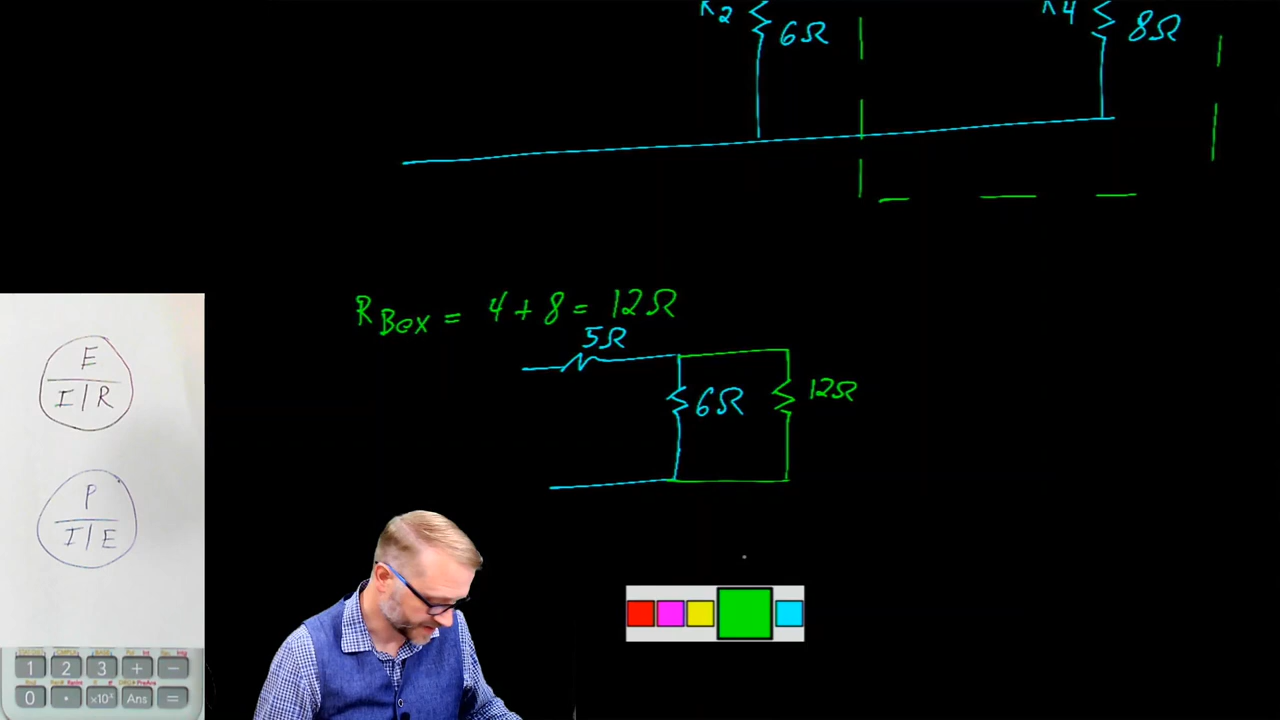 R2 6Ω R4 8Ω
RBox = 4 + 8 = 12Ω
5Ω
6Ω 12Ω
E
I | R
P
I | E
1 2 3 + −
0 • ×10ˣ Ans =